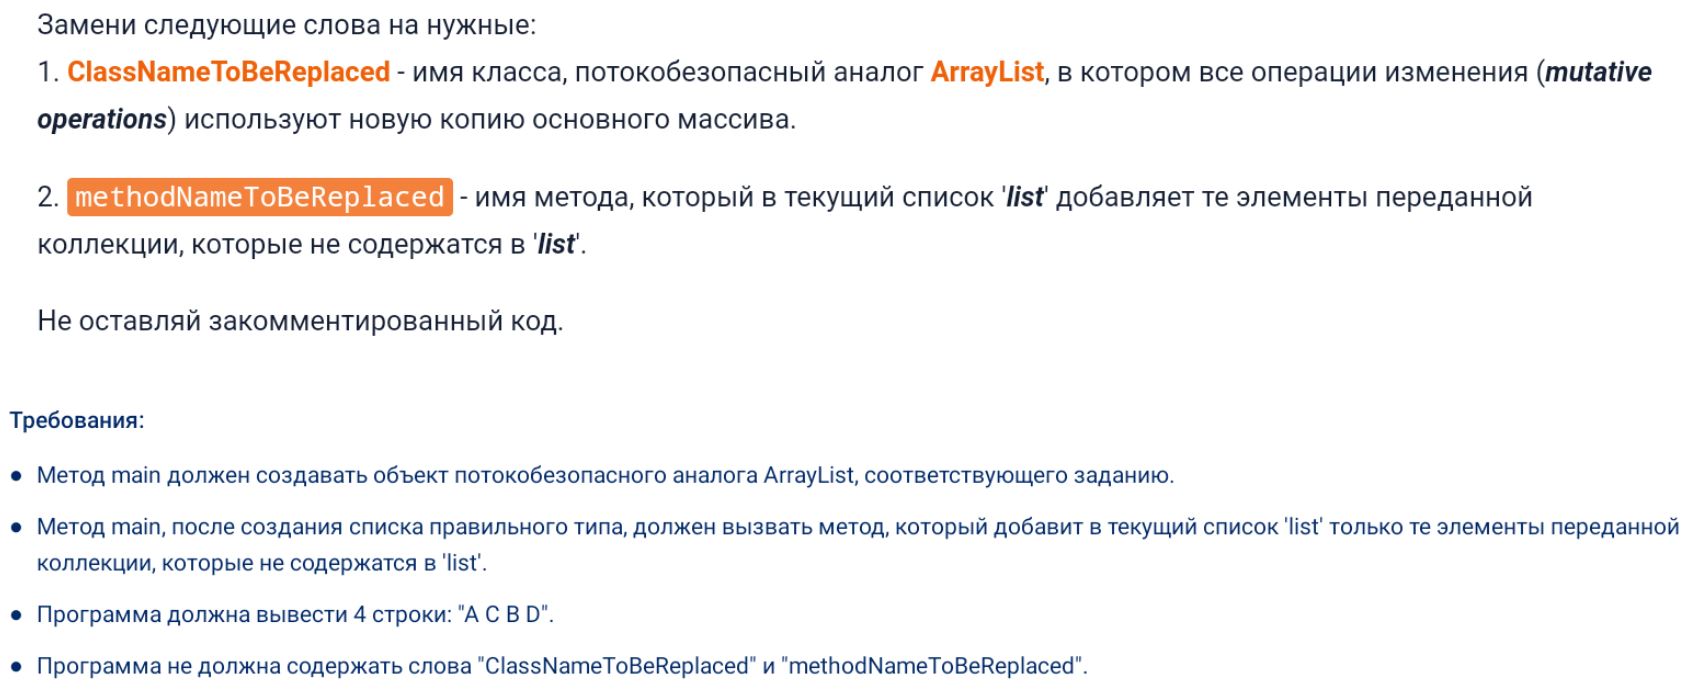 Замени следующие слова на нужные:
1. ClassNameToBeReplaced - имя класса, потокобезопасный аналог ArrayList, в котором все операции изменения (mutative
operations) используют новую копию основного массива.
2. methodNameToBeReplaced - имя метода, который в текущий список 'list' добавляет те элементы переданной
коллекции, которые не содержатся в 'list'.
Не оставляй закомментированный код.
Требования:
● Метод main должен создавать объект потокобезопасного аналога ArrayList, соответствующего заданию.
● Метод main, после создания списка правильного типа, должен вызвать метод, который добавит в текущий список 'list' только те элементы переданной
коллекции, которые не содержатся в 'list'.
● Программа должна вывести 4 строки: "A C B D".
● Программа не должна содержать слова "ClassNameToBeReplaced" и "methodNameToBeReplaced".